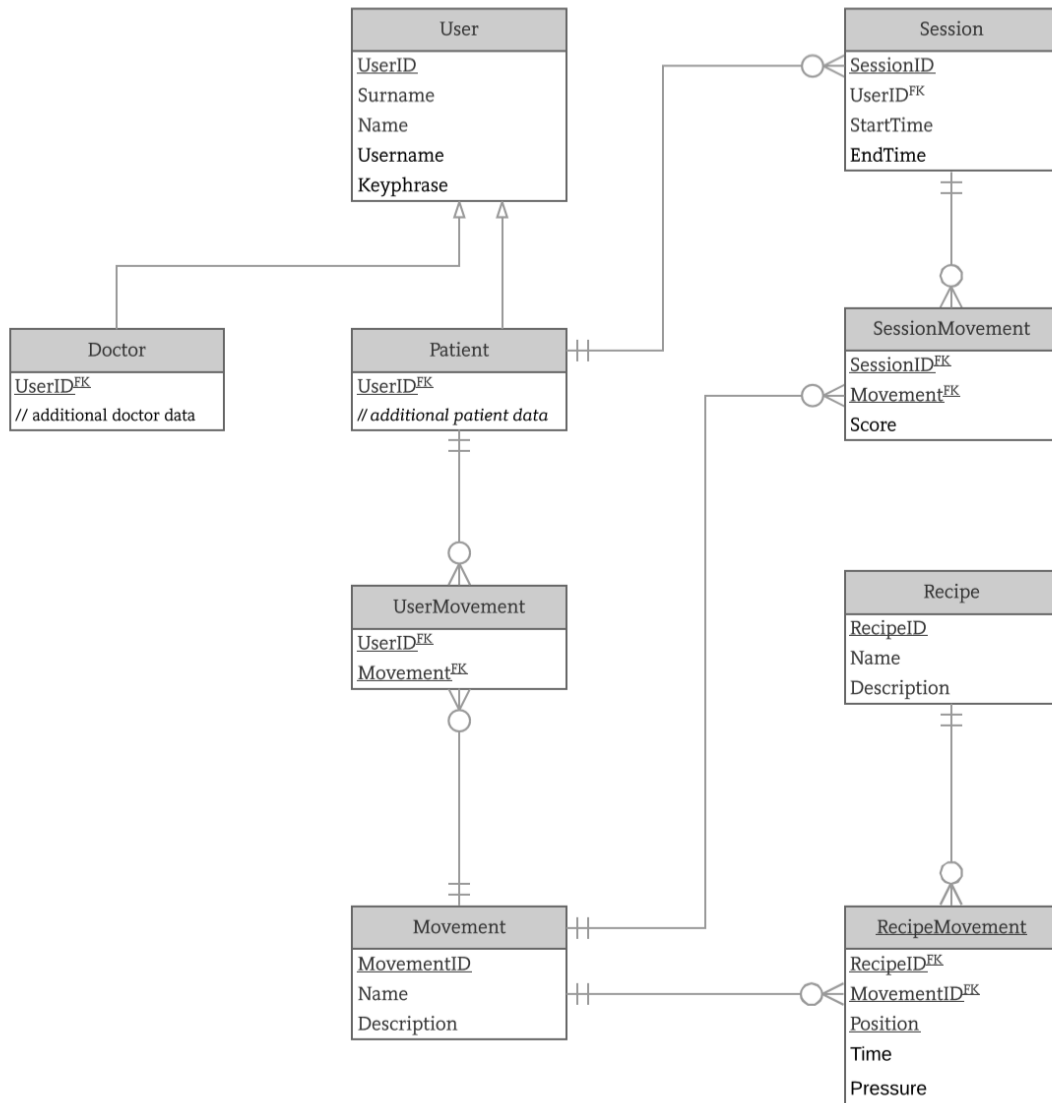 User
UserID
Surname
Name
Username
Keyphrase
Session
SessionID
UserIDFK
StartTime
EndTime
Doctor
UserIDFK
// additional doctor data
Patient
UserIDFK
// additional patient data
SessionMovement
SessionIDFK
MovementFK
Score
UserMovement
UserIDFK
MovementFK
Recipe
RecipeID
Name
Description
Movement
MovementID
Name
Description
RecipeMovement
RecipeIDFK
MovementIDFK
Position
Time
Pressure